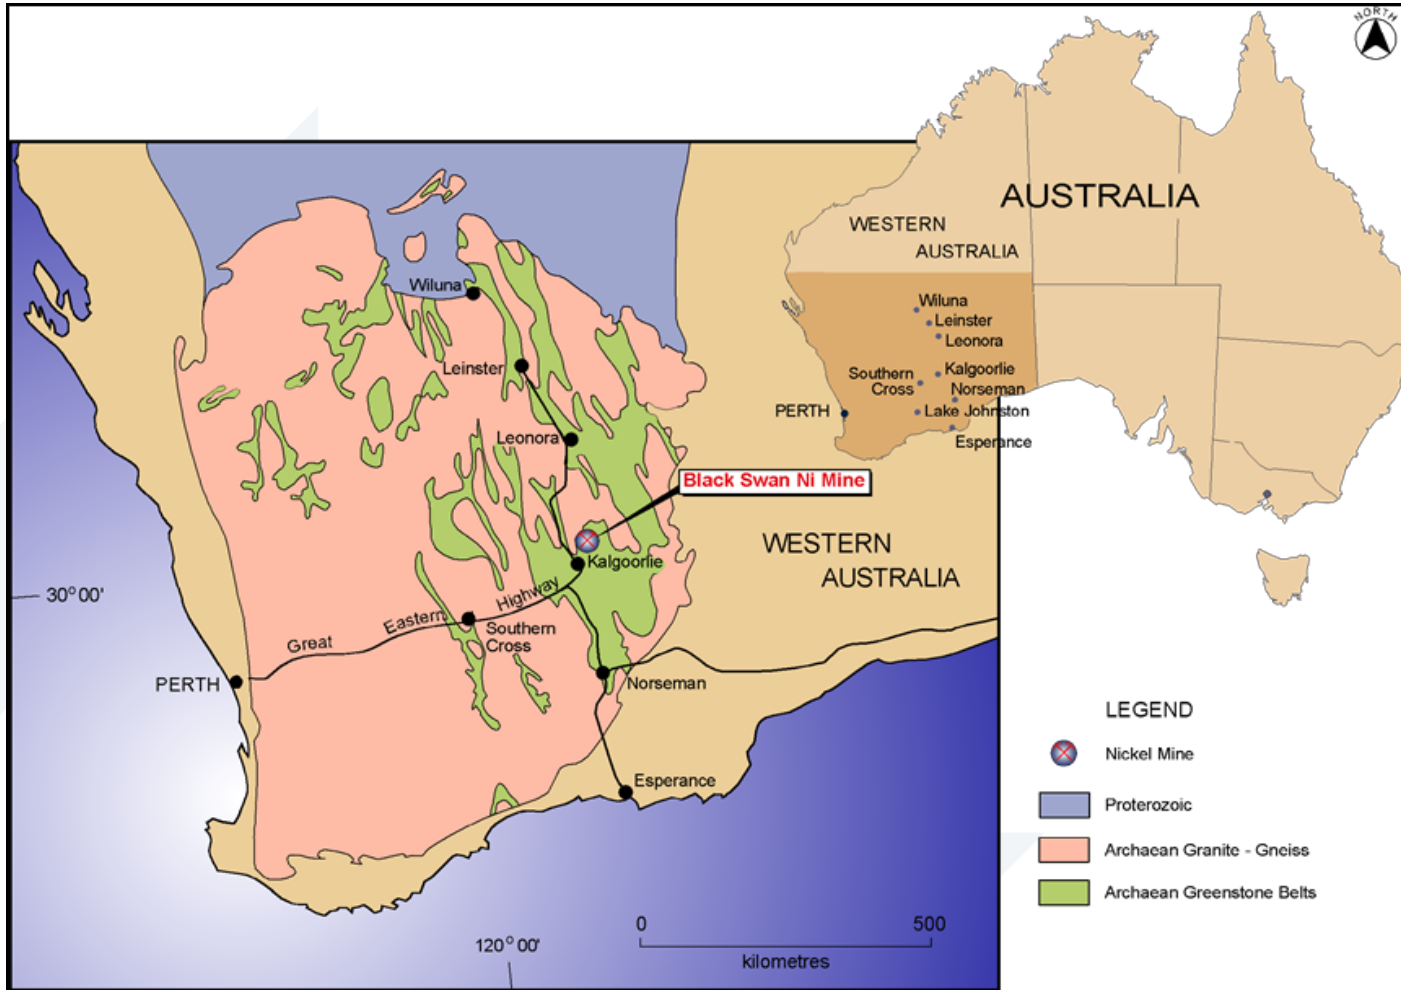 NORTH
AUSTRALIA
WESTERN
AUSTRALIA
Wiluna
Leinster
Leonora
Kalgoorlie
Southern
Cross
Norseman
PERTH
Lake Johnston
Esperance
Wiluna
Leinster
Leonora
Black Swan Ni Mine
WESTERN
AUSTRALIA
Kalgoorlie
30°00'
Great Eastern Highway
Southern
Cross
PERTH
Norseman
Esperance
120°00'
0 500
kilometres
LEGEND
Nickel Mine
Proterozoic
Archaean Granite - Gneiss
Archaean Greenstone Belts